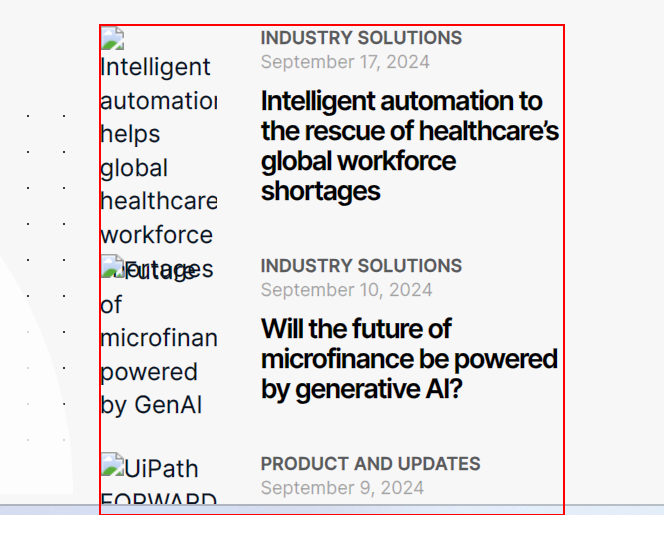 Intelligent
automation
helps
global
healthcare
workforce
shortages
INDUSTRY SOLUTIONS
September 17, 2024
Intelligent automation to
the rescue of healthcare's
global workforce
shortages
Future
of
microfinan
powered
by GenAI
INDUSTRY SOLUTIONS
September 10, 2024
Will the future of
microfinance be powered
by generative AI?
UiPath
FORWARD
PRODUCT AND UPDATES
September 9, 2024